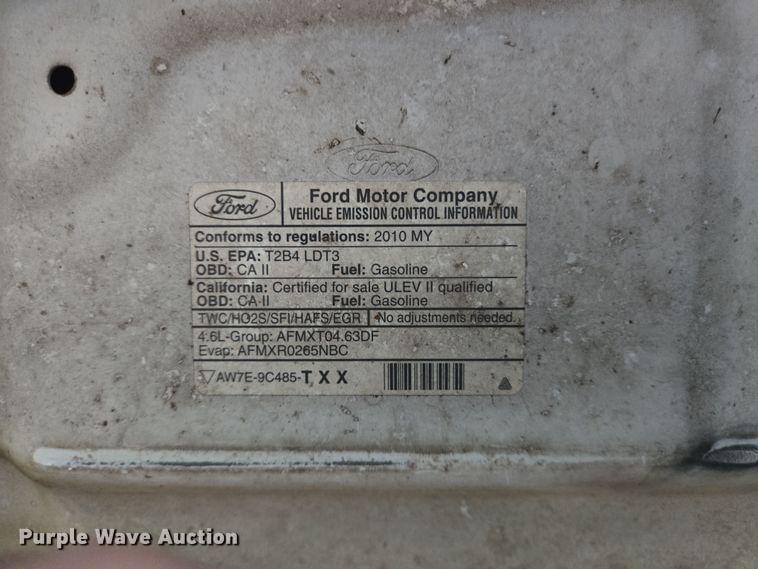 Ford
Ford
Ford Motor Company
VEHICLE EMISSION CONTROL INFORMATION
Conforms to regulations: 2010 MY
U.S. EPA: T2B4 LDT3
OBD: CA II Fuel: Gasoline
California: Certified for sale ULEV II qualified
OBD: CA II Fuel: Gasoline
TWC/HO2S/SFI/HAFS/EGR No adjustments needed.
4.6L-Group: AFMXT04.63DF
Evap: AFMXR0265NBC
AW7E-9C485-TXX
Purple Wave Auction